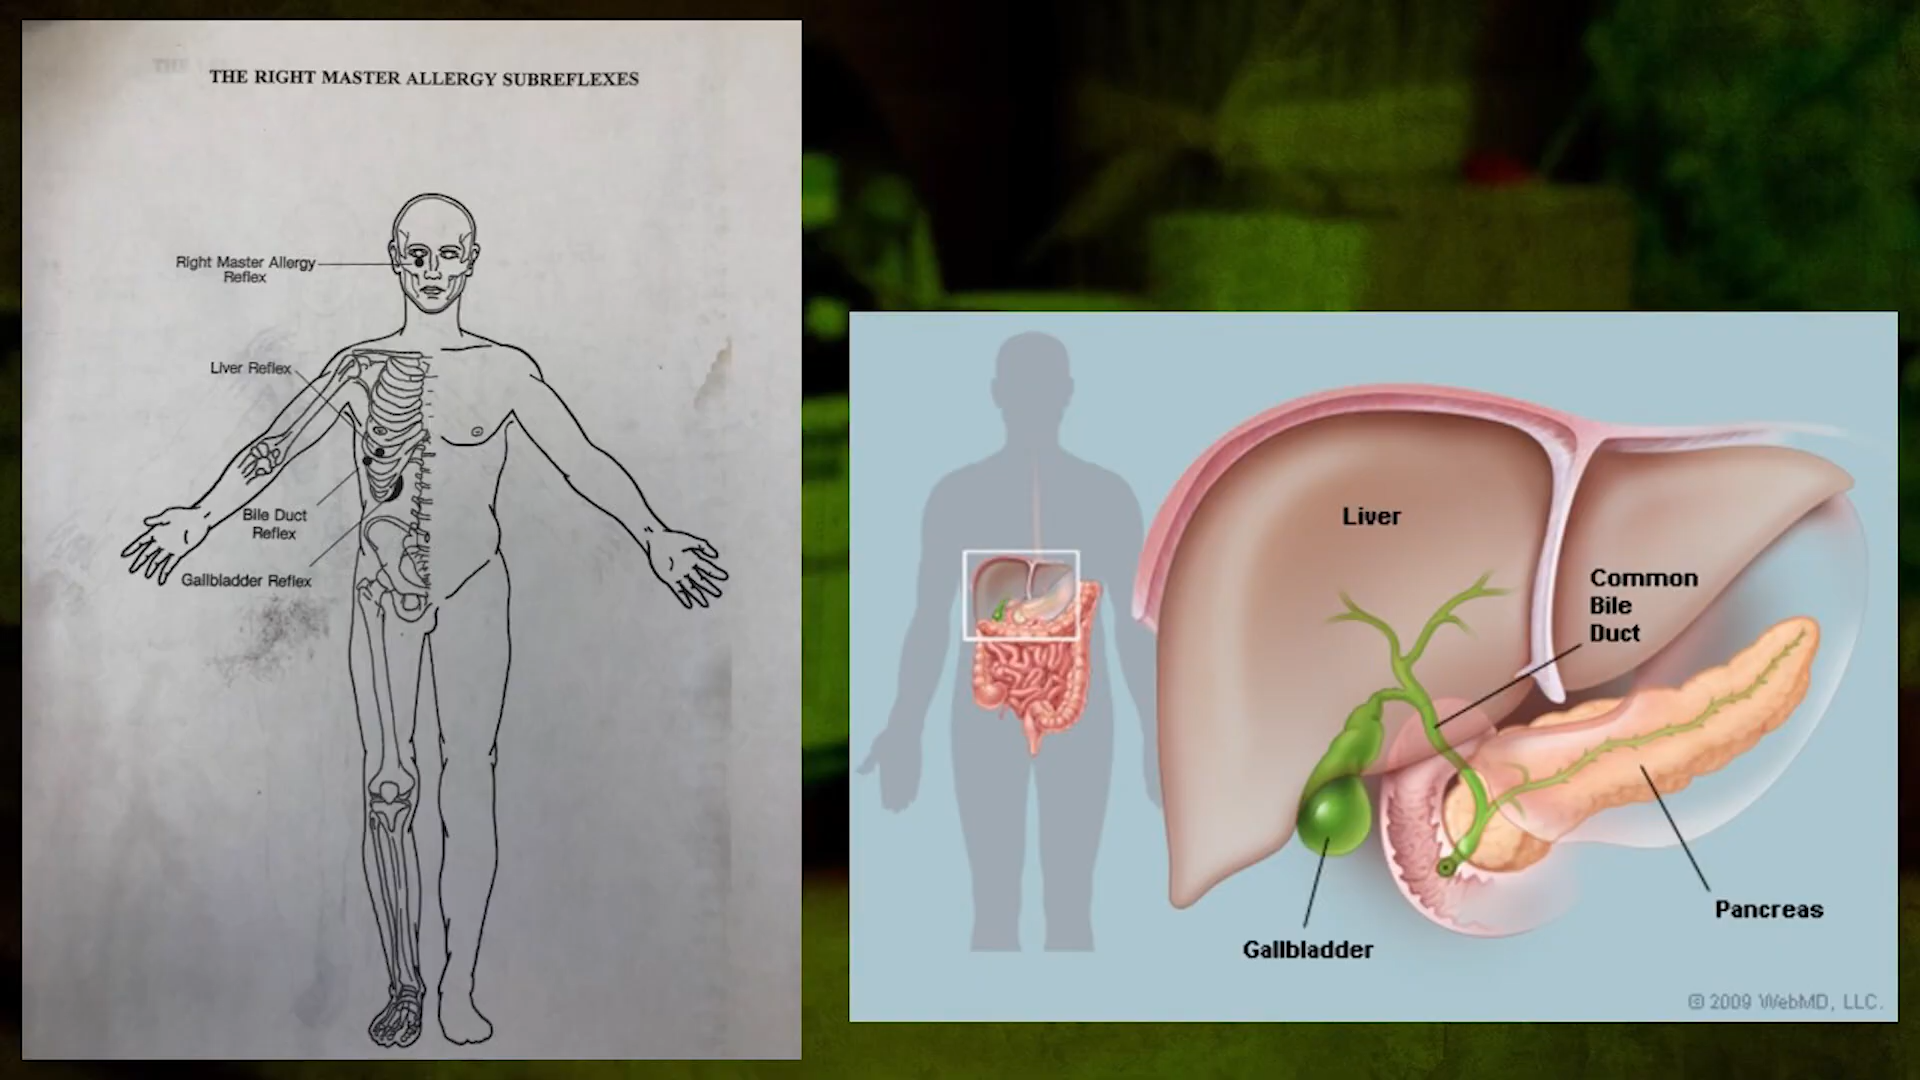 THE RIGHT MASTER ALLERGY SUBREFLEXES
Right Master Allergy
Reflex
Liver Reflex
Bile Duct
Reflex
Gallbladder Reflex
Liver
Common
Bile
Duct
Pancreas
Gallbladder
© 2009 WebMD, LLC.